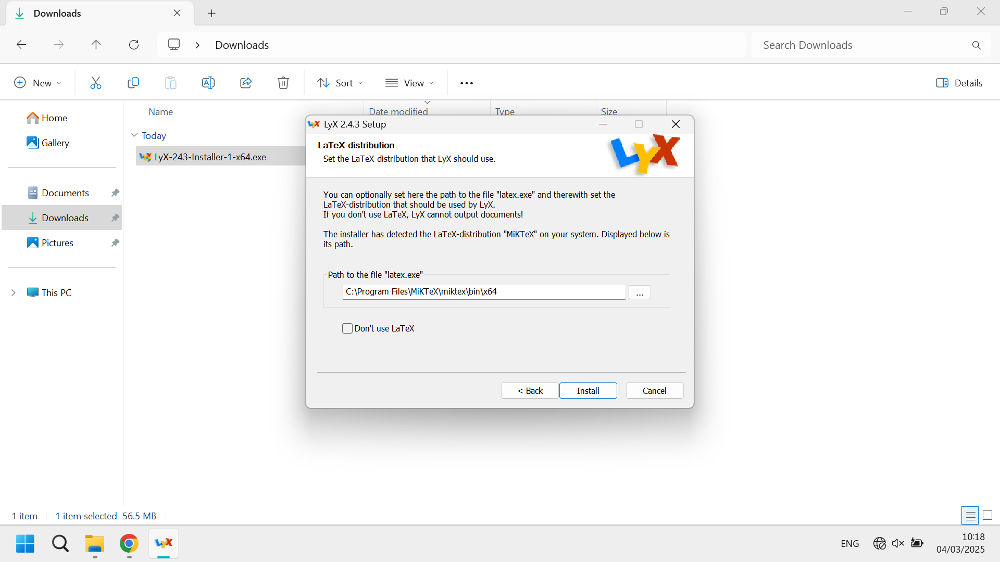 Downloads
Downloads
Search Downloads
New
Sort
View
Details
Home
Gallery
Documents
Downloads
Pictures
This PC
Name
Date modified
Type
Size
Today
LyX-243-Installer-1-x64.exe
LyX 2.4.3 Setup
LaTeX-distribution
Set the LaTeX-distribution that LyX should use.
LyX
You can optionally set here the path to the file "latex.exe" and therewith set the
LaTeX-distribution that should be used by LyX.
If you don't use LaTeX, LyX cannot output documents!
The installer has detected the LaTeX-distribution "MiKTeX" on your system. Displayed below is
its path.
Path to the file "latex.exe"
C:\Program Files\MiKTeX\miktex\bin\x64
...
Don't use LaTeX
< Back
Install
Cancel
1 item
1 item selected 56.5 MB
LyX
ENG
10:18
04/03/2025